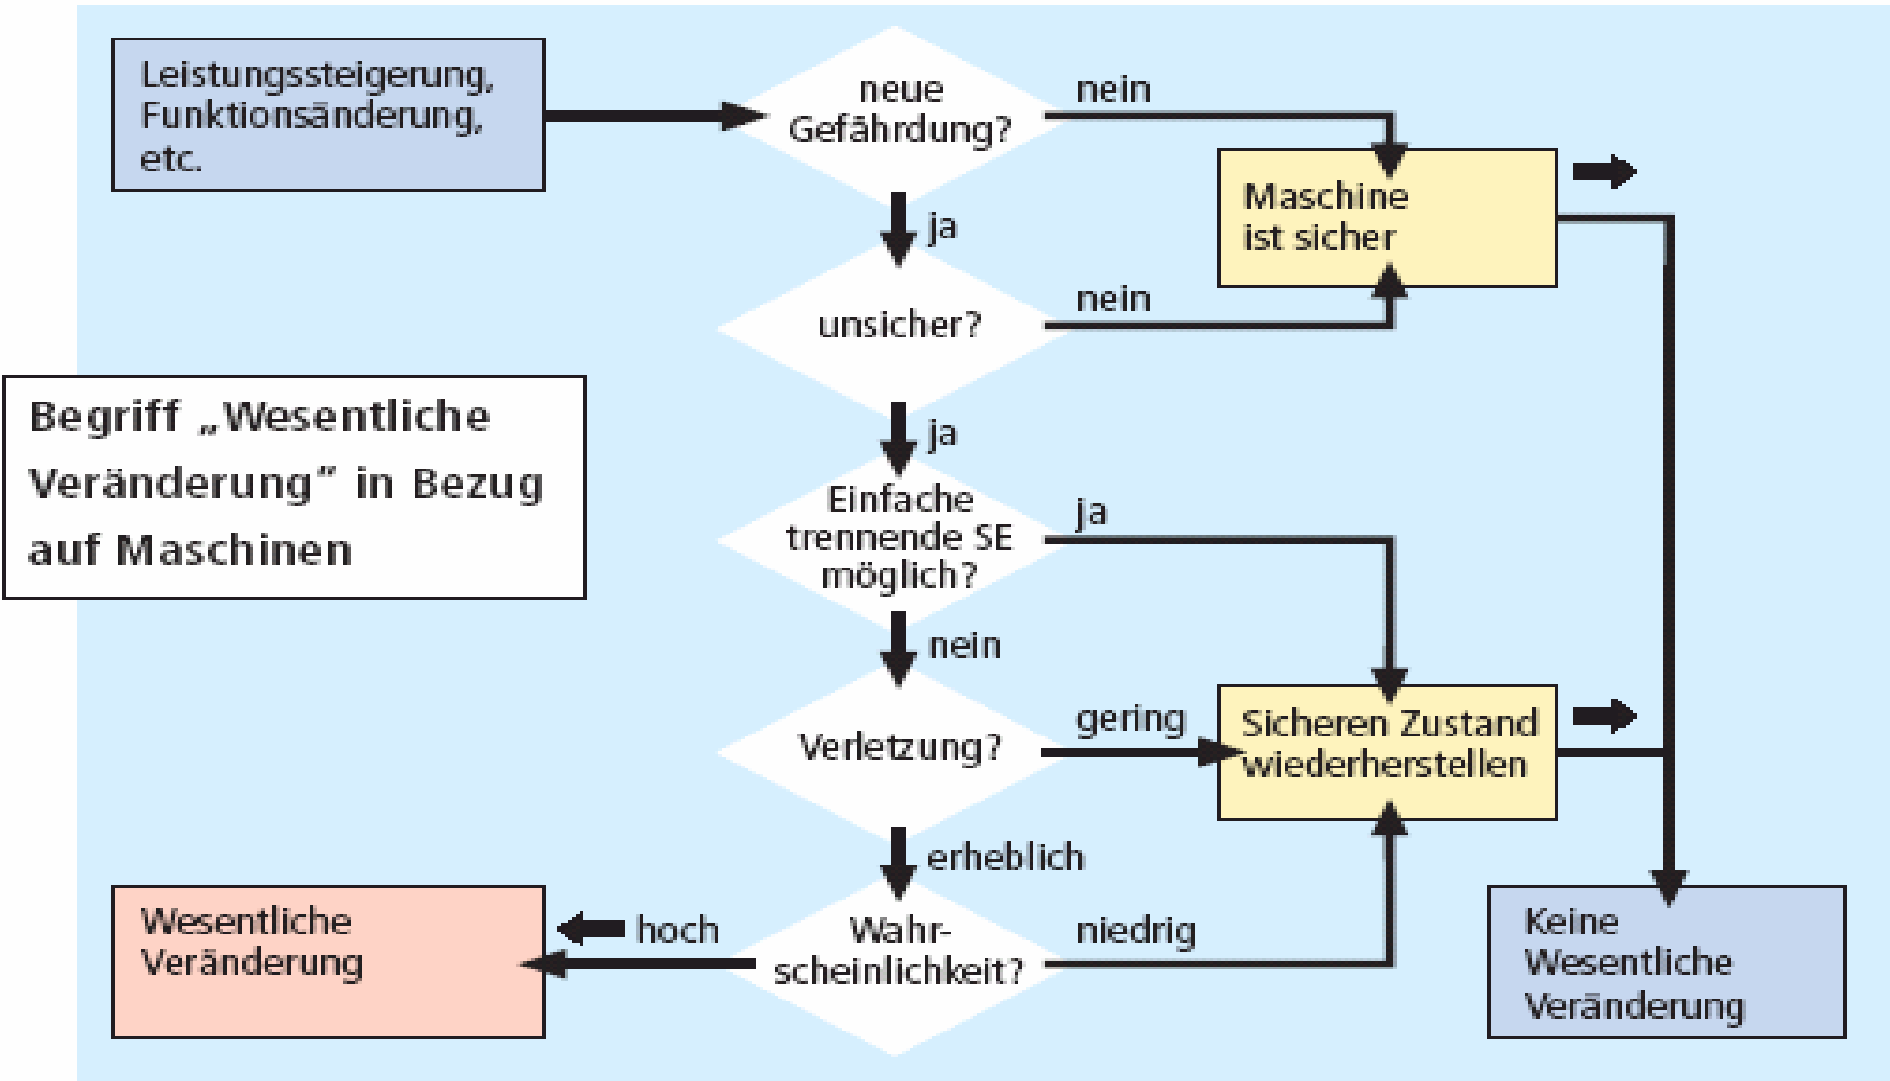 Leistungssteigerung,
Funktionsänderung,
etc.
neue
Gefährdung?
nein
ja
Maschine
ist sicher
unsicher?
nein
ja
Begriff „Wesentliche
Veränderung“ in Bezug
auf Maschinen
Einfache
trennende SE
möglich?
ja
nein
Verletzung?
gering
Sicheren Zustand
wiederherstellen
erheblich
Wesentliche
Veränderung
hoch
Wahr-
scheinlichkeit?
niedrig
Keine
Wesentliche
Veränderung